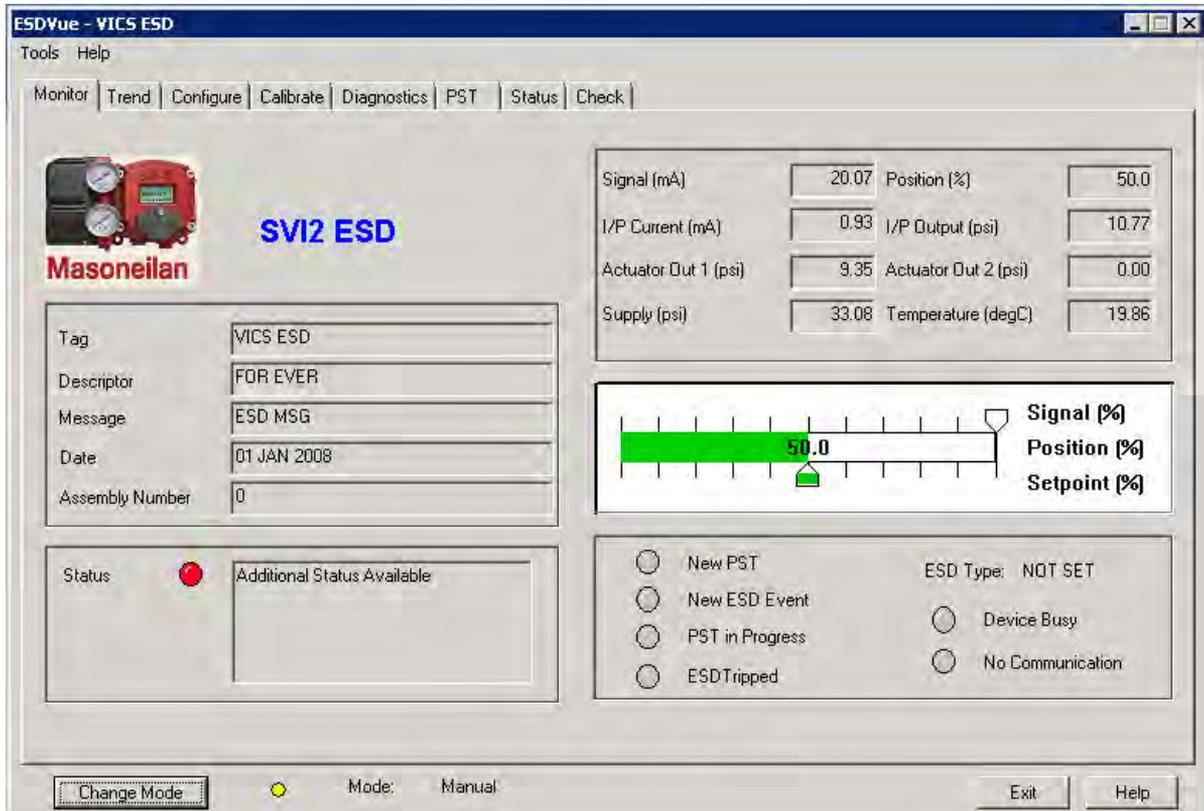 ESDVue - VICS ESD
Tools Help
Monitor Trend Configure Calibrate Diagnostics PST Status Check
Masoneilan
SVI2 ESD
Signal (mA) 20.07 Position (%) 50.0
I/P Current (mA) 0.93 I/P Output (psi) 10.77
Actuator Out 1 (psi) 9.35 Actuator Out 2 (psi) 0.00
Supply (psi) 33.08 Temperature (degC) 19.86
Tag VICS ESD
Descriptor FOR EVER
Message ESD MSG
Date 01 JAN 2008
Assembly Number 0
50.0
Signal (%)
Position (%)
Setpoint (%)
Status Additional Status Available
New PST
New ESD Event
PST in Progress
ESDTripped
ESD Type: NOT SET
Device Busy
No Communication
Change Mode Mode: Manual Exit Help